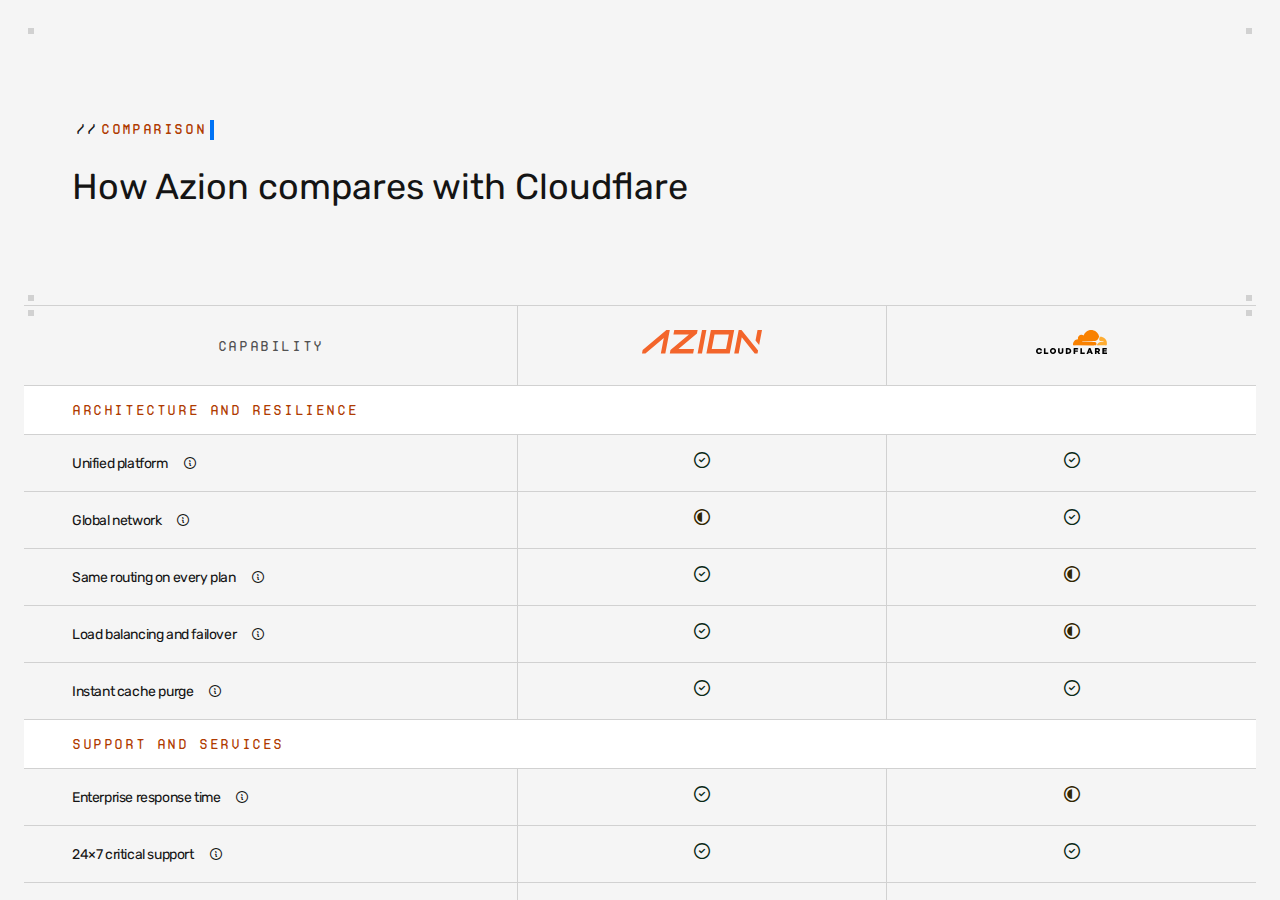 // COMPARISON
How Azion compares with Cloudflare
CAPABILITY
AZION
CLOUDFLARE
ARCHITECTURE AND RESILIENCE
Unified platform
Global network
Same routing on every plan
Load balancing and failover
Instant cache purge
SUPPORT AND SERVICES
Enterprise response time
24×7 critical support